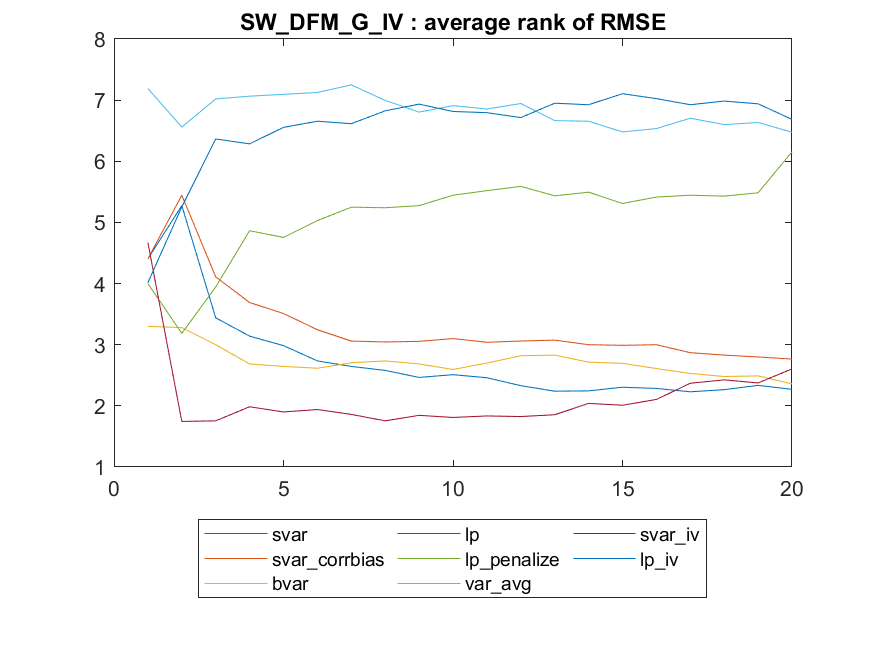 SW_DFM_G_IV : average rank of RMSE
8
7
6
5
4
3
2
1
0 5 10 15 20
svar lp svar_iv
svar_corrbias lp_penalize lp_iv
bvar var_avg